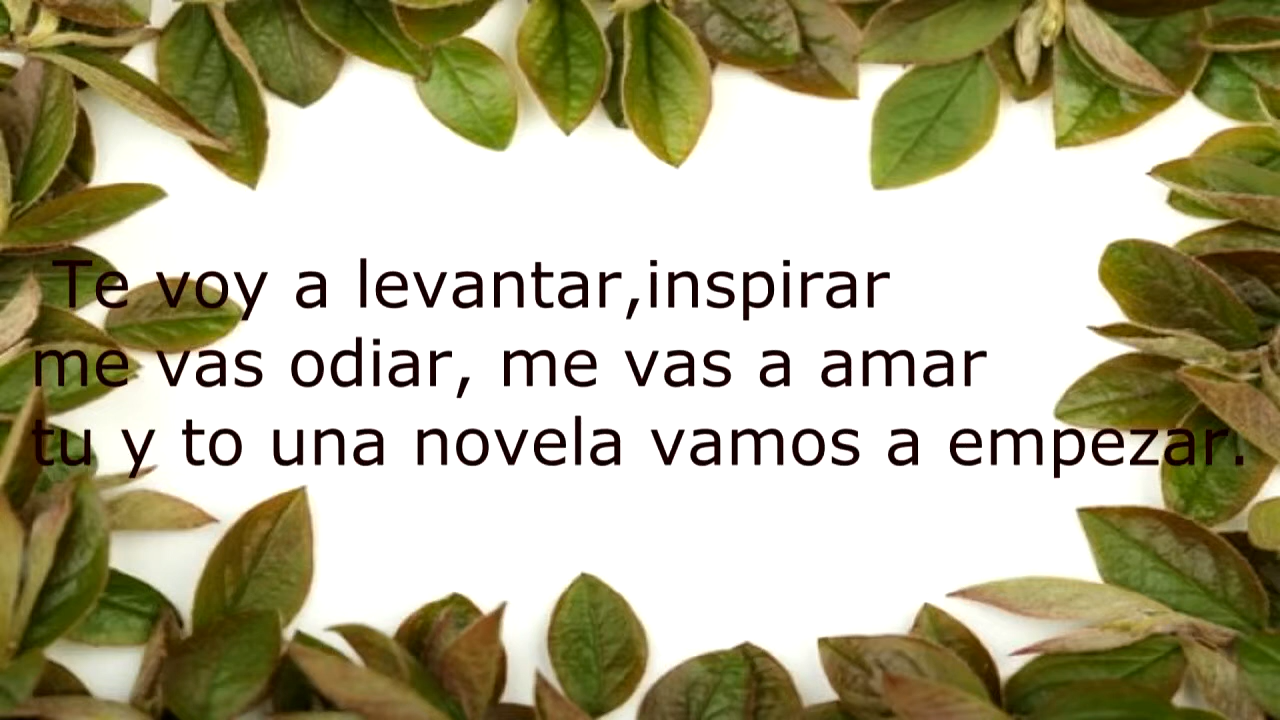 Te voy a levantar,inspirar
me vas odiar, me vas a amar
tu y to una novela vamos a empezar.